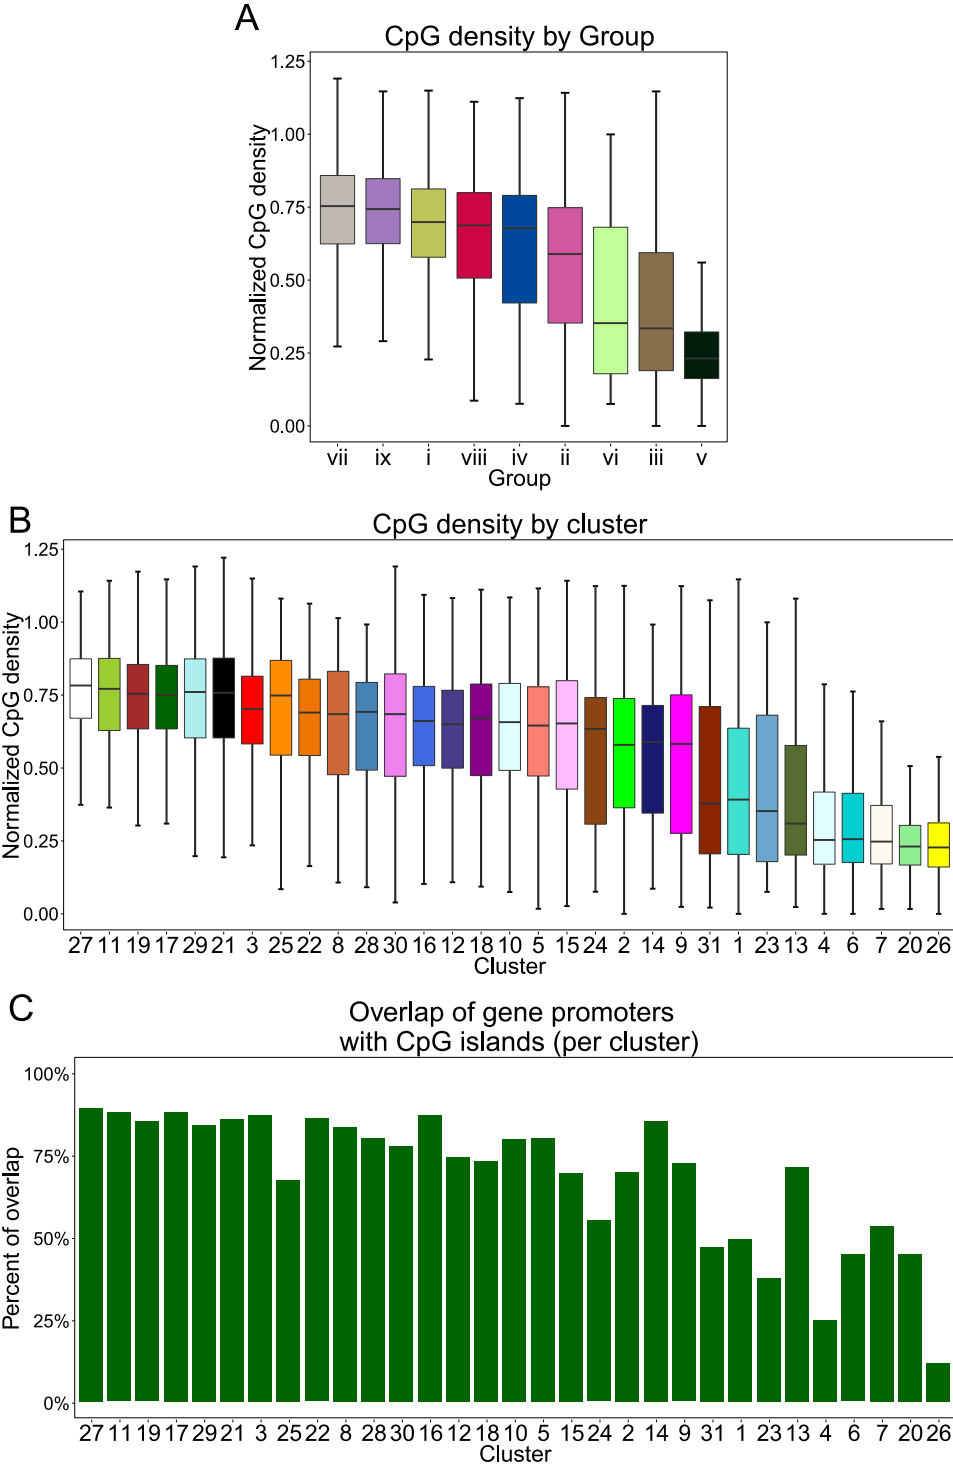 A
CpG density by Group
Normalized CpG density
1.25
1.00
0.75
0.50
0.25
0.00
vii ix i viii iv ii vi iii v
Group
B
CpG density by cluster
Normalized CpG density
1.25
1.00
0.75
0.50
0.25
0.00
27 11 19 17 29 21 3 25 22 8 28 30 16 12 18 10 5 15 24 2 14 9 31 1 23 13 4 6 7 20 26
Cluster
C
Overlap of gene promoters
with CpG islands (per cluster)
Percent of overlap
100%
75%
50%
25%
0%
27 11 19 17 29 21 3 25 22 8 28 30 16 12 18 10 5 15 24 2 14 9 31 1 23 13 4 6 7 20 26
Cluster